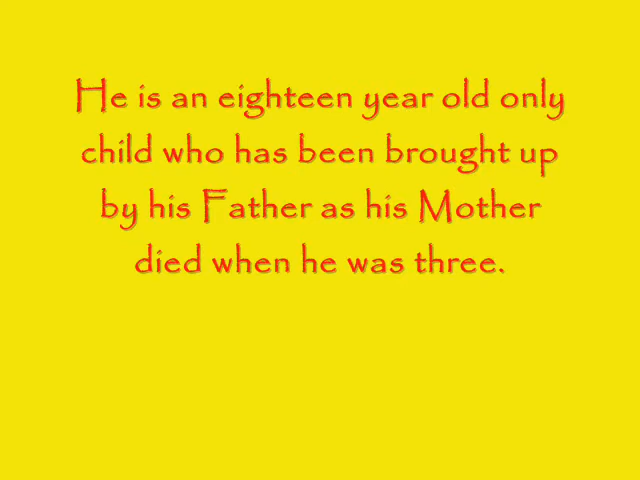 He is an eighteen year old only
child who has been brought up
by his Father as his Mother
died when he was three.